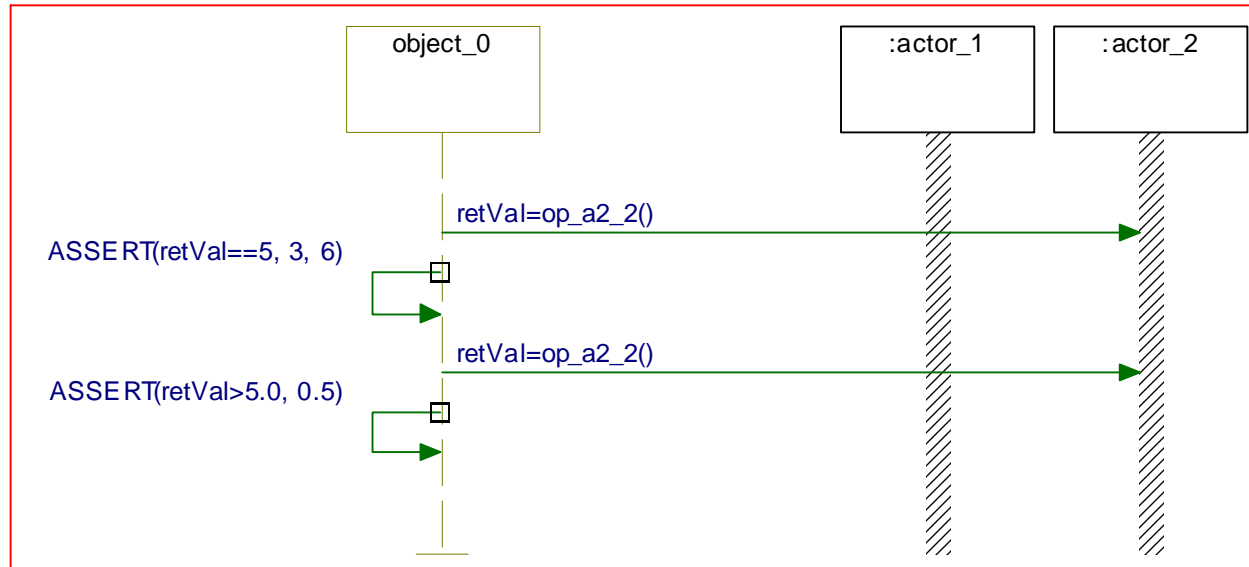 object_0
:actor_1
:actor_2
retVal=op_a2_2()
ASSERT(retVal==5, 3, 6)
retVal=op_a2_2()
ASSERT(retVal>5.0, 0.5)